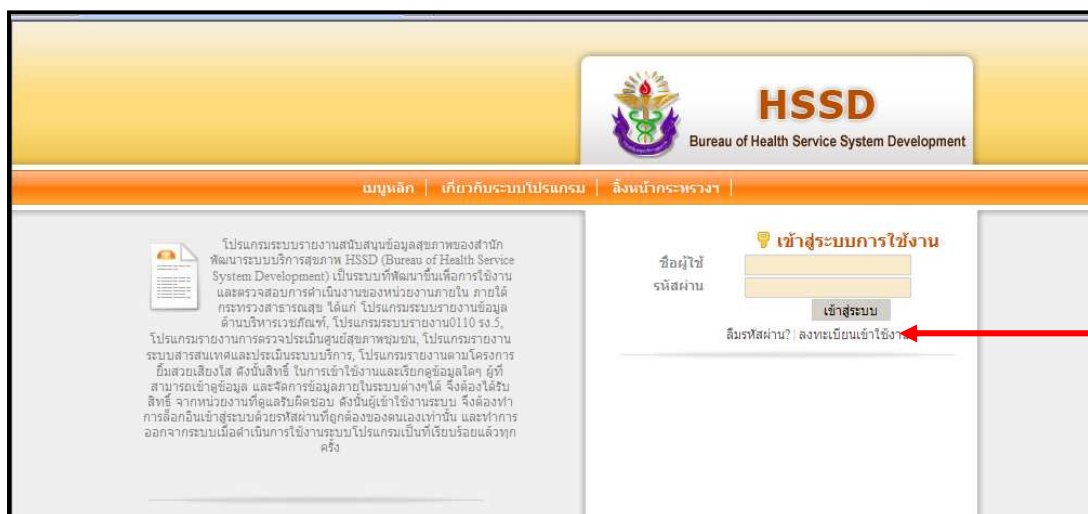 HSSD
Bureau of Health Service System Development
เมนูหลัก | เกี่ยวกับระบบโปรแกรม | ลิ้งหน้ากระทรวงฯ |
โปรแกรมระบบรายงานสนับสนุนข้อมูลสุขภาพของสำนัก
พัฒนาระบบบริการสุขภาพ HSSD (Bureau of Health Service
System Development) เป็นระบบที่พัฒนาขึ้นเพื่อการใช้งาน
และตรวจสอบการดำเนินงานของหน่วยงานภายใน ภายใต้
กระทรวงสาธารณสุข ได้แก่ โปรแกรมระบบรายงานข้อมูล
ด้านบริหารเวชภัณฑ์, โปรแกรมระบบรายงาน0110 รง.5,
โปรแกรมรายงานการตรวจประเมินศูนย์สุขภาพชุมชน, โปรแกรมรายงาน
ระบบสารสนเทศและประเมินระบบบริการ, โปรแกรมรายงานตามโครงการ
ยิ้มสวยเสียงใส ดังนั้นสิทธิ์ ในการเข้าใช้งานและเรียกดูข้อมูลใดๆ ผู้ที่
สามารถเข้าดูข้อมูล และจัดการข้อมูลภายในระบบต่างๆได้ จึงต้องได้รับ
สิทธิ์ จากหน่วยงานที่ดูแลรับผิดชอบ ดังนั้นผู้เข้าใช้งานระบบ จึงต้องทำ
การล็อกอินเข้าสู่ระบบด้วยรหัสผ่านที่ถูกต้องของตนเองเท่านั้น และทำการ
ออกจากระบบเมื่อดำเนินการใช้งานระบบโปรแกรมเป็นที่เรียบร้อยแล้วทุก
ครั้ง
เข้าสู่ระบบการใช้งาน
ชื่อผู้ใช้
รหัสผ่าน
เข้าสู่ระบบ
ลืมรหัสผ่าน? | ลงทะเบียนเข้าใช้งาน